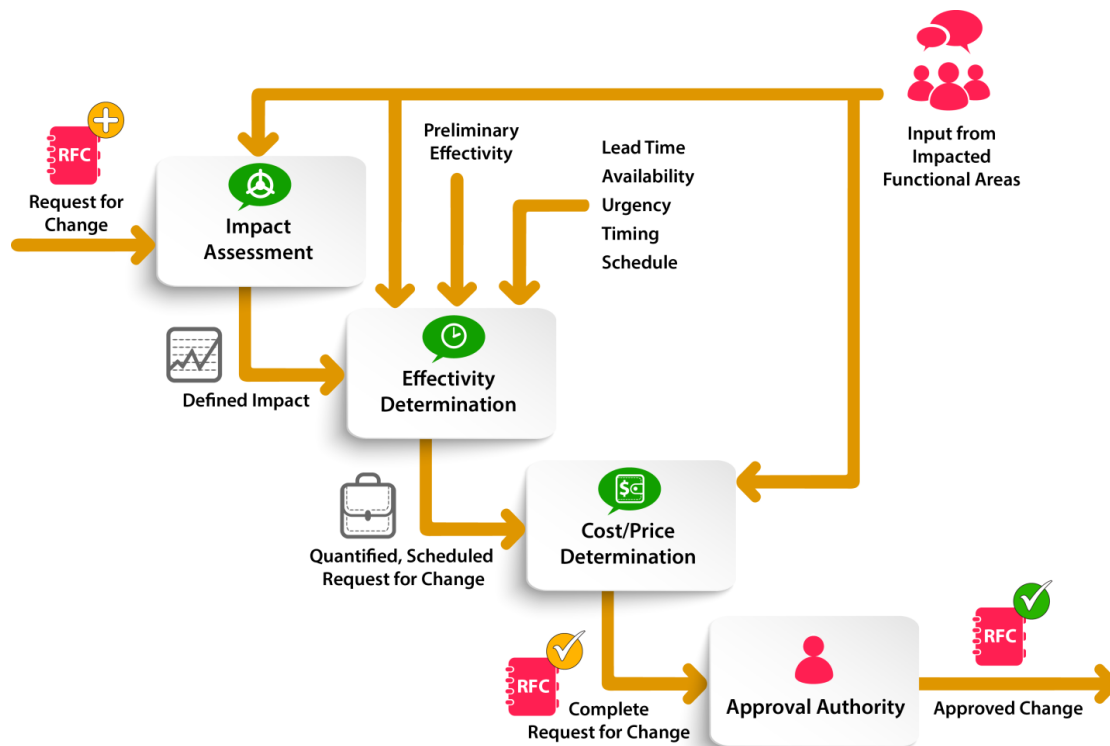 RFC
Request for
Change
Impact
Assessment
Preliminary
Effectivity
Lead Time
Availability
Urgency
Timing
Schedule
Input from
Impacted
Functional Areas
Defined Impact
Effectivity
Determination
Quantified, Scheduled
Request for Change
$
Cost/Price
Determination
RFC
Complete
Request for Change
Approval Authority
RFC
Approved Change